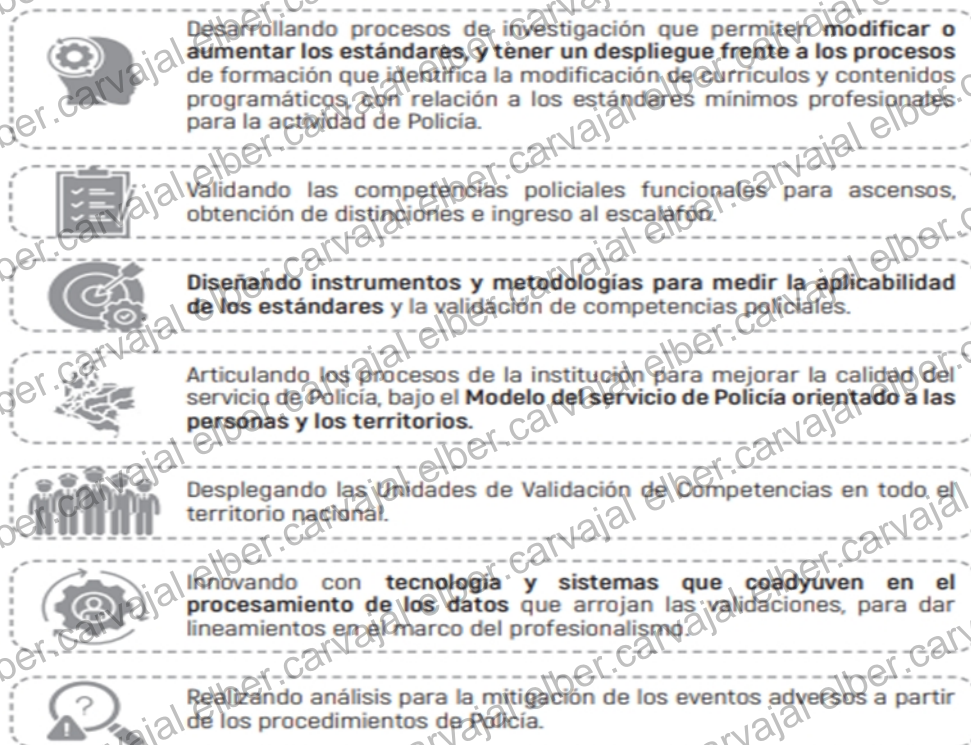 Desarrollando procesos de investigación que permiten modificar o
aumentar los estándares, y tener un despliegue frente a los procesos
de formación que identifica la modificación de currículos y contenidos
programáticos, con relación a los estándares mínimos profesionales
para la actividad de Policía.
Validando las competencias policiales funcionales para ascensos,
obtención de distinciones e ingreso al escalafón.
Diseñando instrumentos y metodologías para medir la aplicabilidad
de los estándares y la validación de competencias policiales.
Articulando los procesos de la institución para mejorar la calidad del
servicio de Policía, bajo el Modelo del servicio de Policía orientado a las
personas y los territorios.
Desplegando las Unidades de Validación de Competencias en todo el
territorio nacional.
Innovando con tecnología y sistemas que coadyuven en el
procesamiento de los datos que arrojan las validaciones, para dar
lineamientos en el marco del profesionalismo.
Realizando análisis para la mitigación de los eventos adversos a partir
de los procedimientos de Policía.
elber.carvajal elber.carvajal elber.carvajal